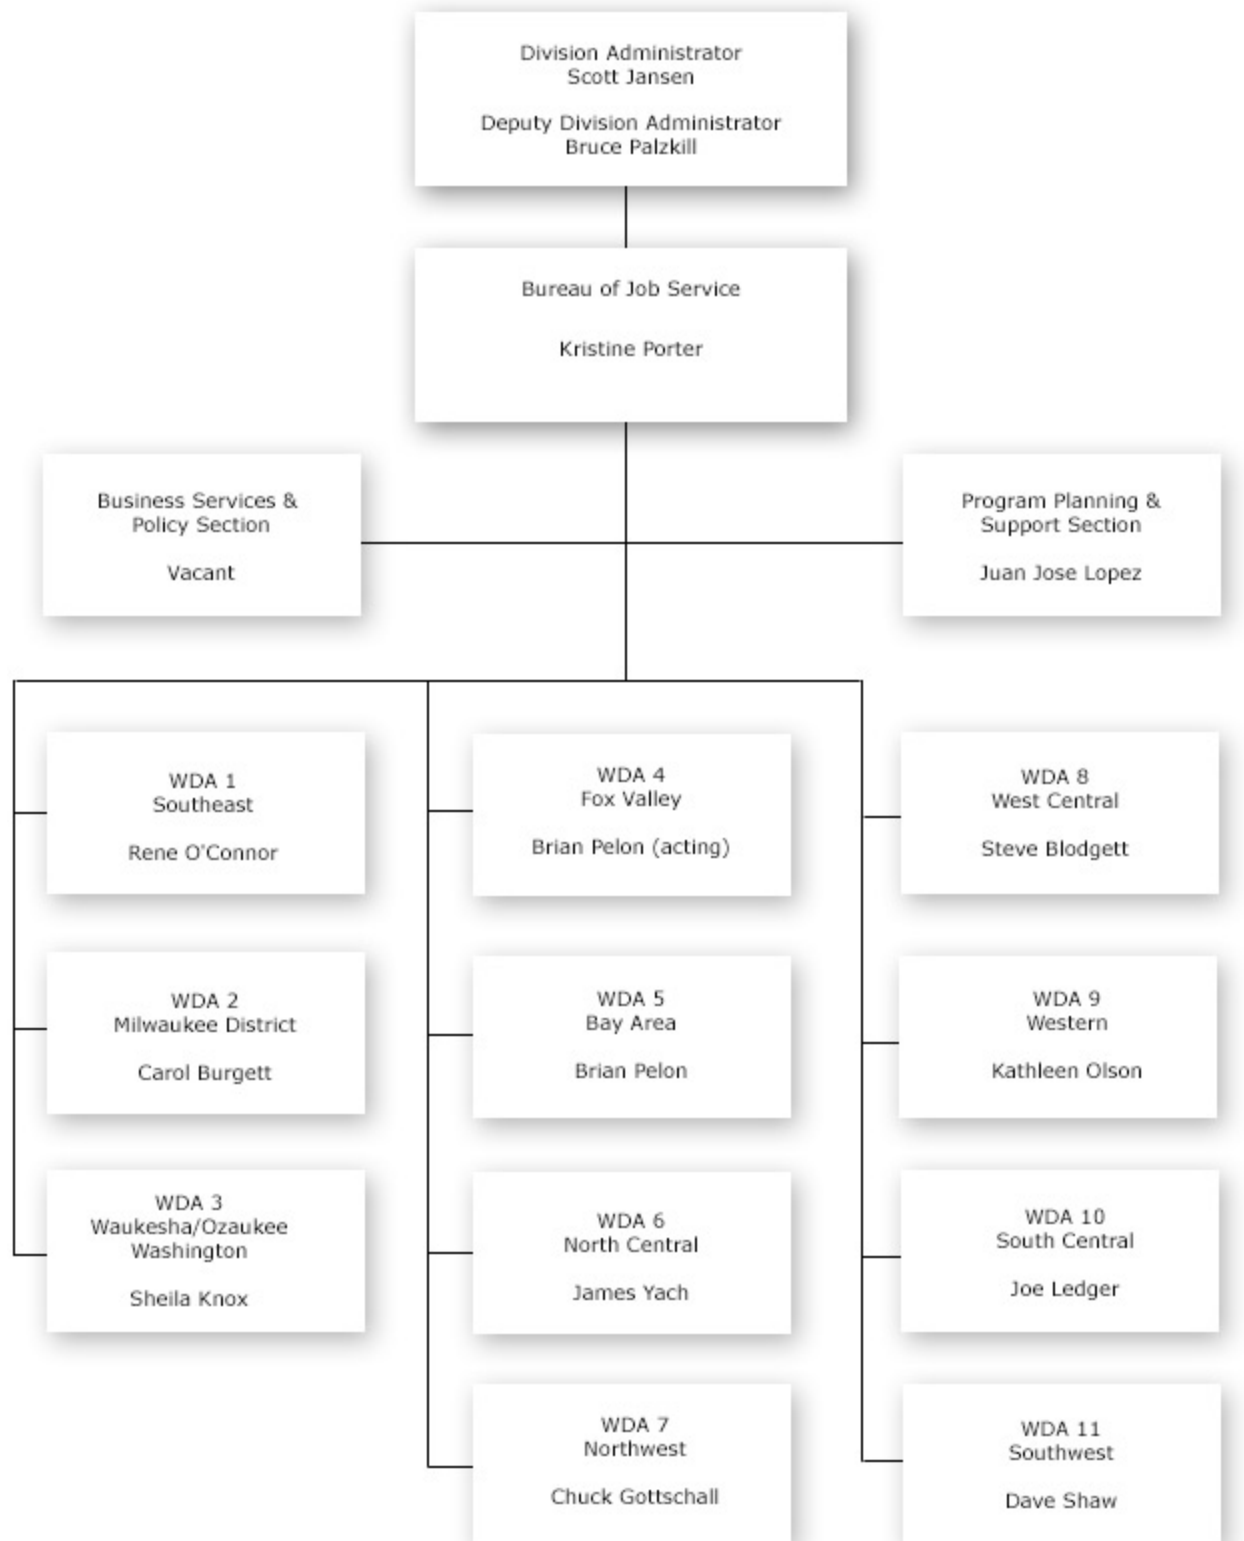 Division Administrator
Scott Jansen
Deputy Division Administrator
Bruce Palzkill
Bureau of Job Service
Kristine Porter
Business Services &
Policy Section
Vacant
Program Planning &
Support Section
Juan Jose Lopez
WDA 1
Southeast
Rene O'Connor
WDA 2
Milwaukee District
Carol Burgett
WDA 3
Waukesha/Ozaukee
Washington
Sheila Knox
WDA 4
Fox Valley
Brian Pelon (acting)
WDA 5
Bay Area
Brian Pelon
WDA 6
North Central
James Yach
WDA 7
Northwest
Chuck Gottschall
WDA 8
West Central
Steve Blodgett
WDA 9
Western
Kathleen Olson
WDA 10
South Central
Joe Ledger
WDA 11
Southwest
Dave Shaw